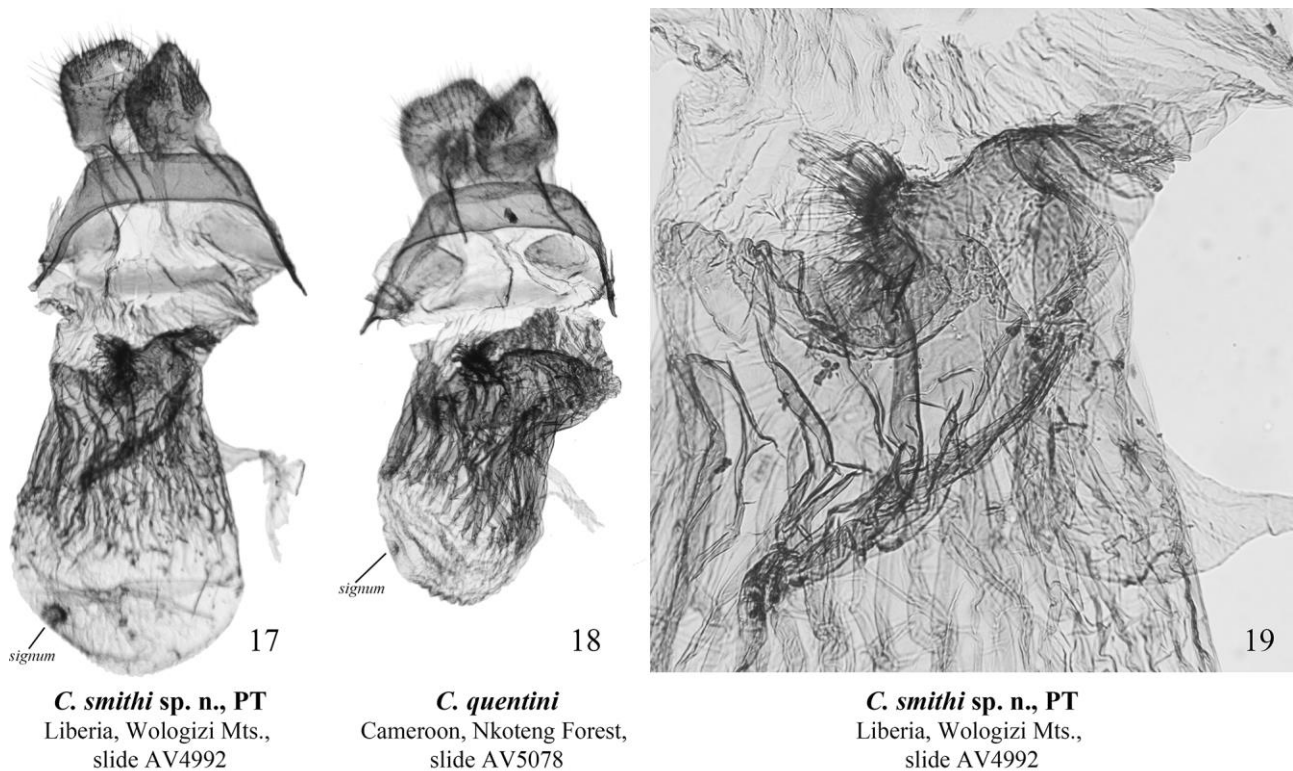 signum
17
signum
18
19
C. smithi sp. n., PT
Liberia, Wologizi Mts.,
slide AV4992
C. quentini
Cameroon, Nkoteng Forest,
slide AV5078
C. smithi sp. n., PT
Liberia, Wologizi Mts.,
slide AV4992